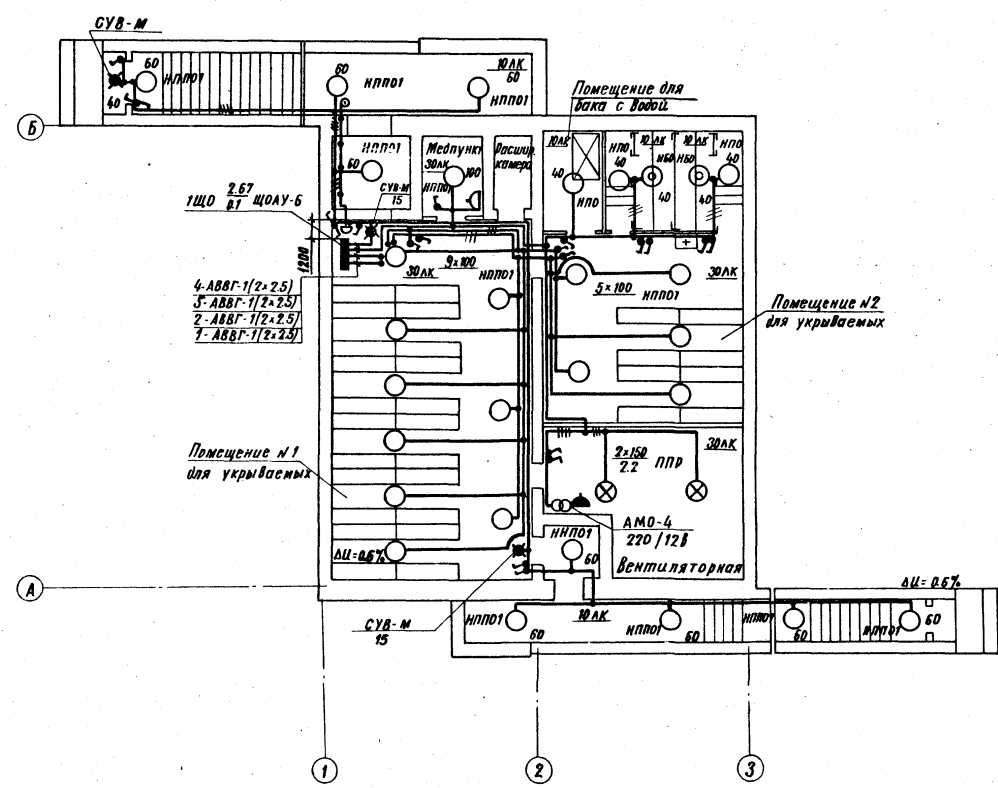 СУВ-М
60
НПП01
40
60
НПП01
10ЛК
60
НПП01
Б
НПП01
60
Медпункт
30ЛК
100
НПП01
Расшир.
камера
Помещение для
бака с водой
10ЛК
40
НПО
НПО
40
10ЛК
НБО
40
10ЛК
НБО
40
НПО
40
1ЩО 2.67 ЩОАУ-6
0.1
СУВ-М
15
1200
4-АВВГ-1(2×2.5)
3-АВВГ-1(2×2.5)
2-АВВГ-1(2×2.5)
1-АВВГ-1(2×2.5)
30ЛК
9×100
НПП01
5×100
НПП01
30ЛК
Помещение №2
для укрываемых
Помещение №1
для укрываемых
2×150
2.2
ППР
30ЛК
АМО-4
220/12в
Вентиляторная
ННП01
60
ΔU=0.6%
А
СУВ-М
15
НПП01
60
10ЛК
НПП01
60
НПП01
60
НПП01
60
ΔU=0.6%
1
2
3